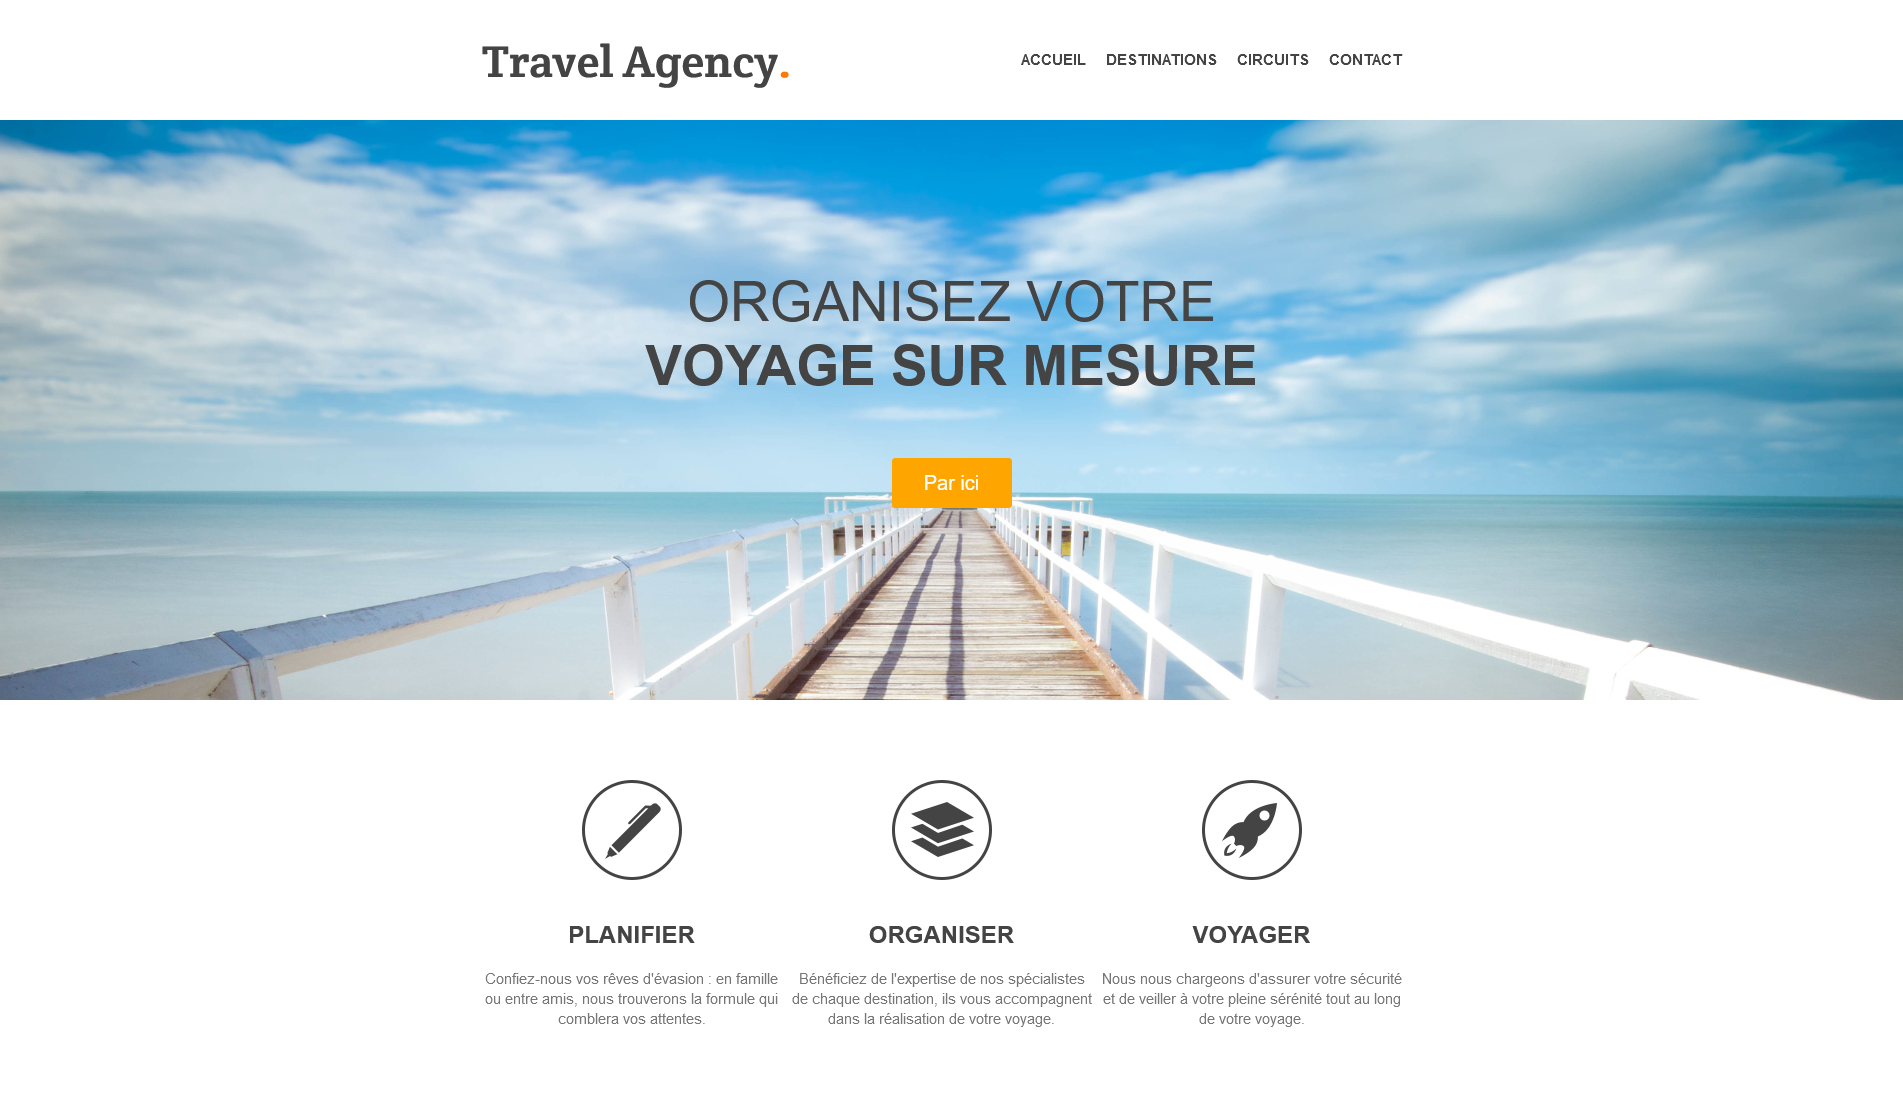 Travel Agency.
ACCUEIL DESTINATIONS CIRCUITS CONTACT
ORGANISEZ VOTRE
VOYAGE SUR MESURE
Par ici
PLANIFIER
Confiez-nous vos rêves d'évasion : en famille
ou entre amis, nous trouverons la formule qui
comblera vos attentes.
ORGANISER
Bénéficiez de l'expertise de nos spécialistes
de chaque destination, ils vous accompagnent
dans la réalisation de votre voyage.
VOYAGER
Nous nous chargeons d'assurer votre sécurité
et de veiller à votre pleine sérénité tout au long
de votre voyage.